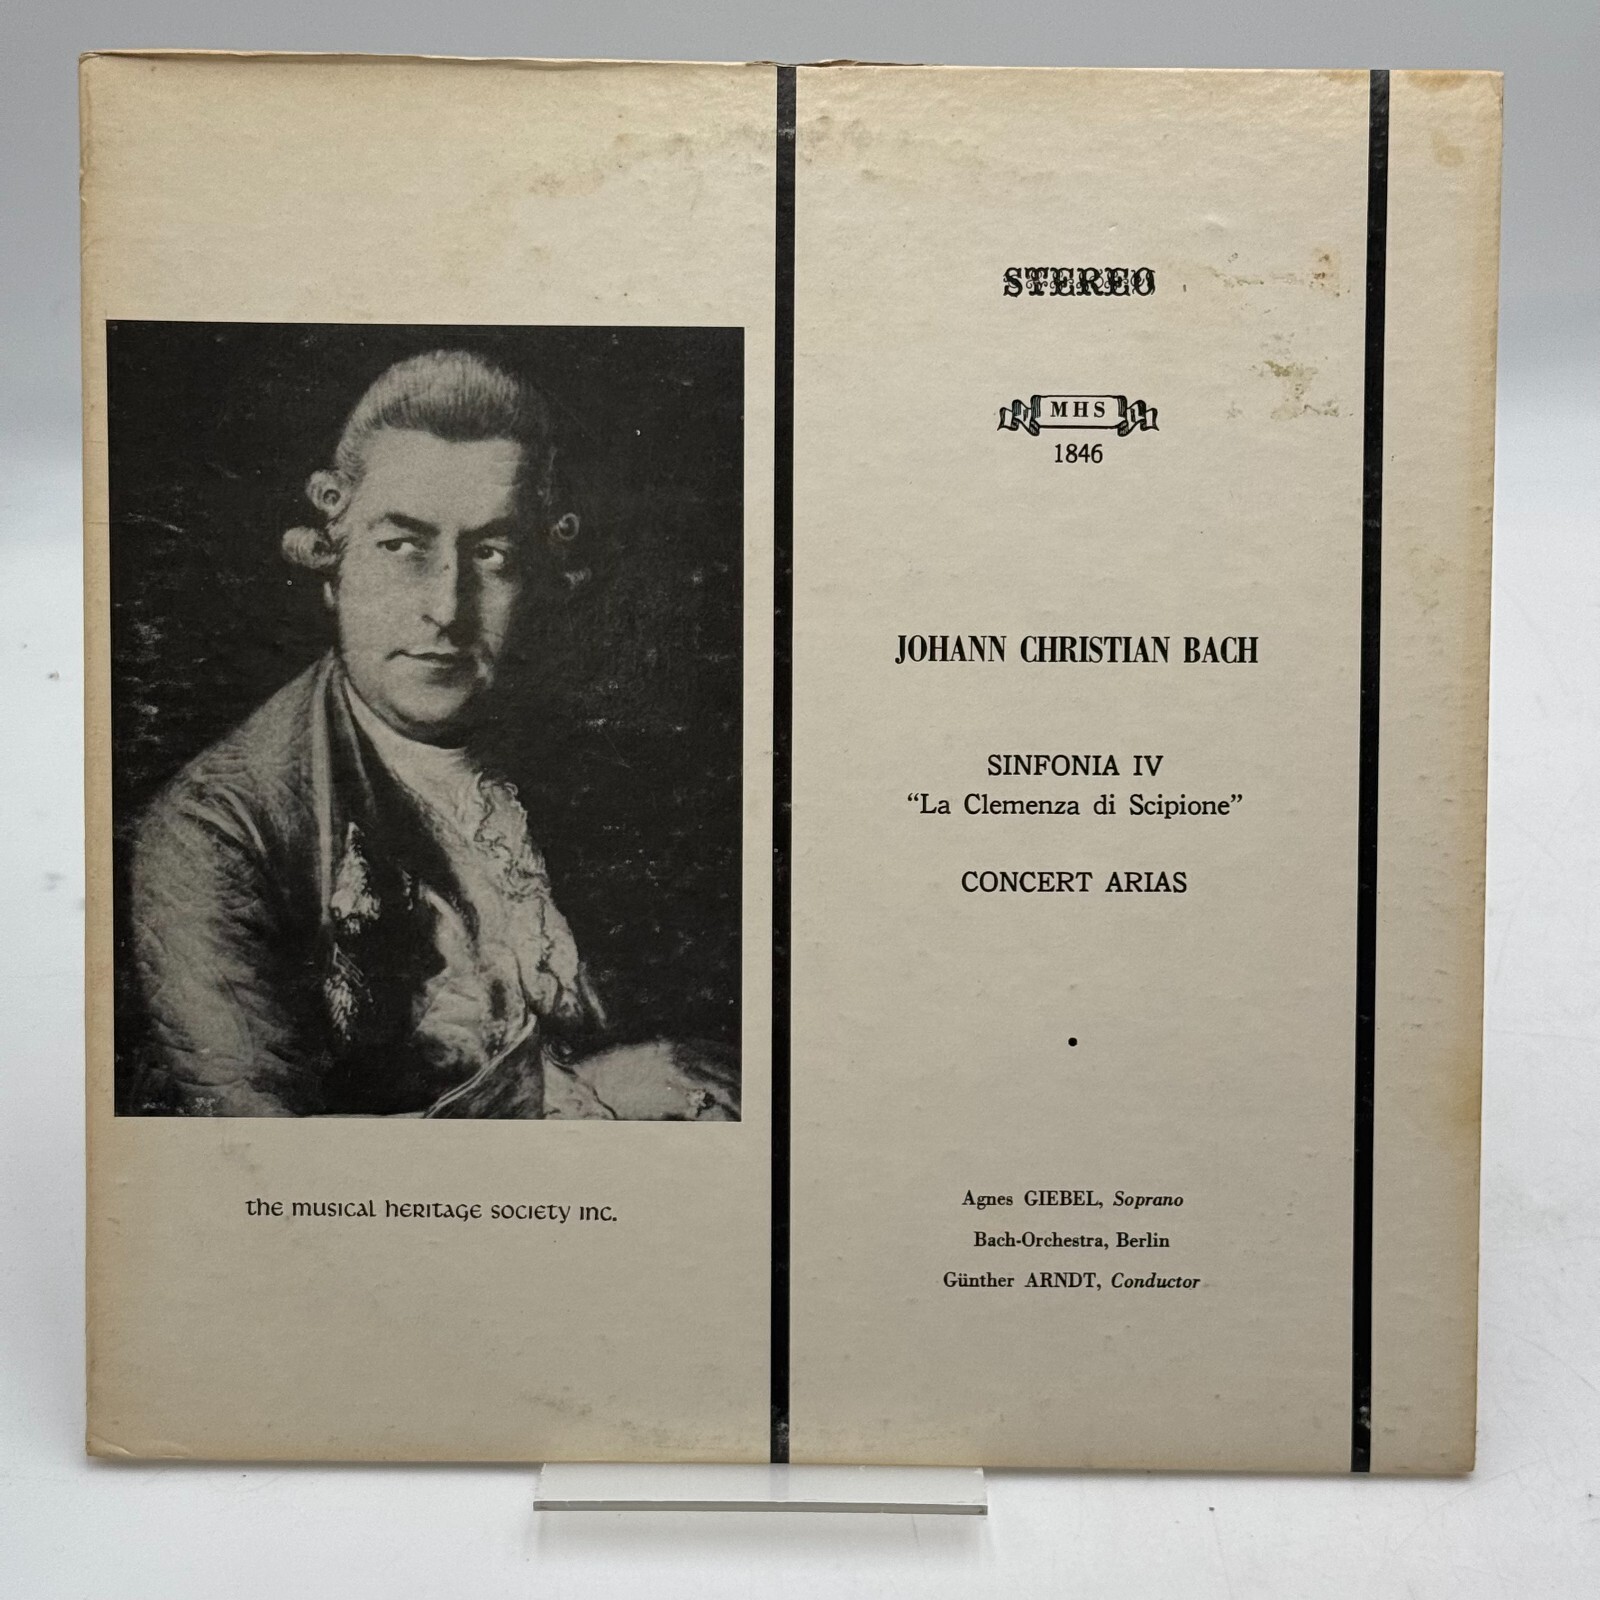 STEREO
MHS
1846
JOHANN CHRISTIAN BACH
SINFONIA IV
“La Clemenza di Scipione”
CONCERT ARIAS
•
Agnes GIEBEL, Soprano
Bach-Orchestra, Berlin
Günther ARNDT, Conductor
the musical heritage society inc.